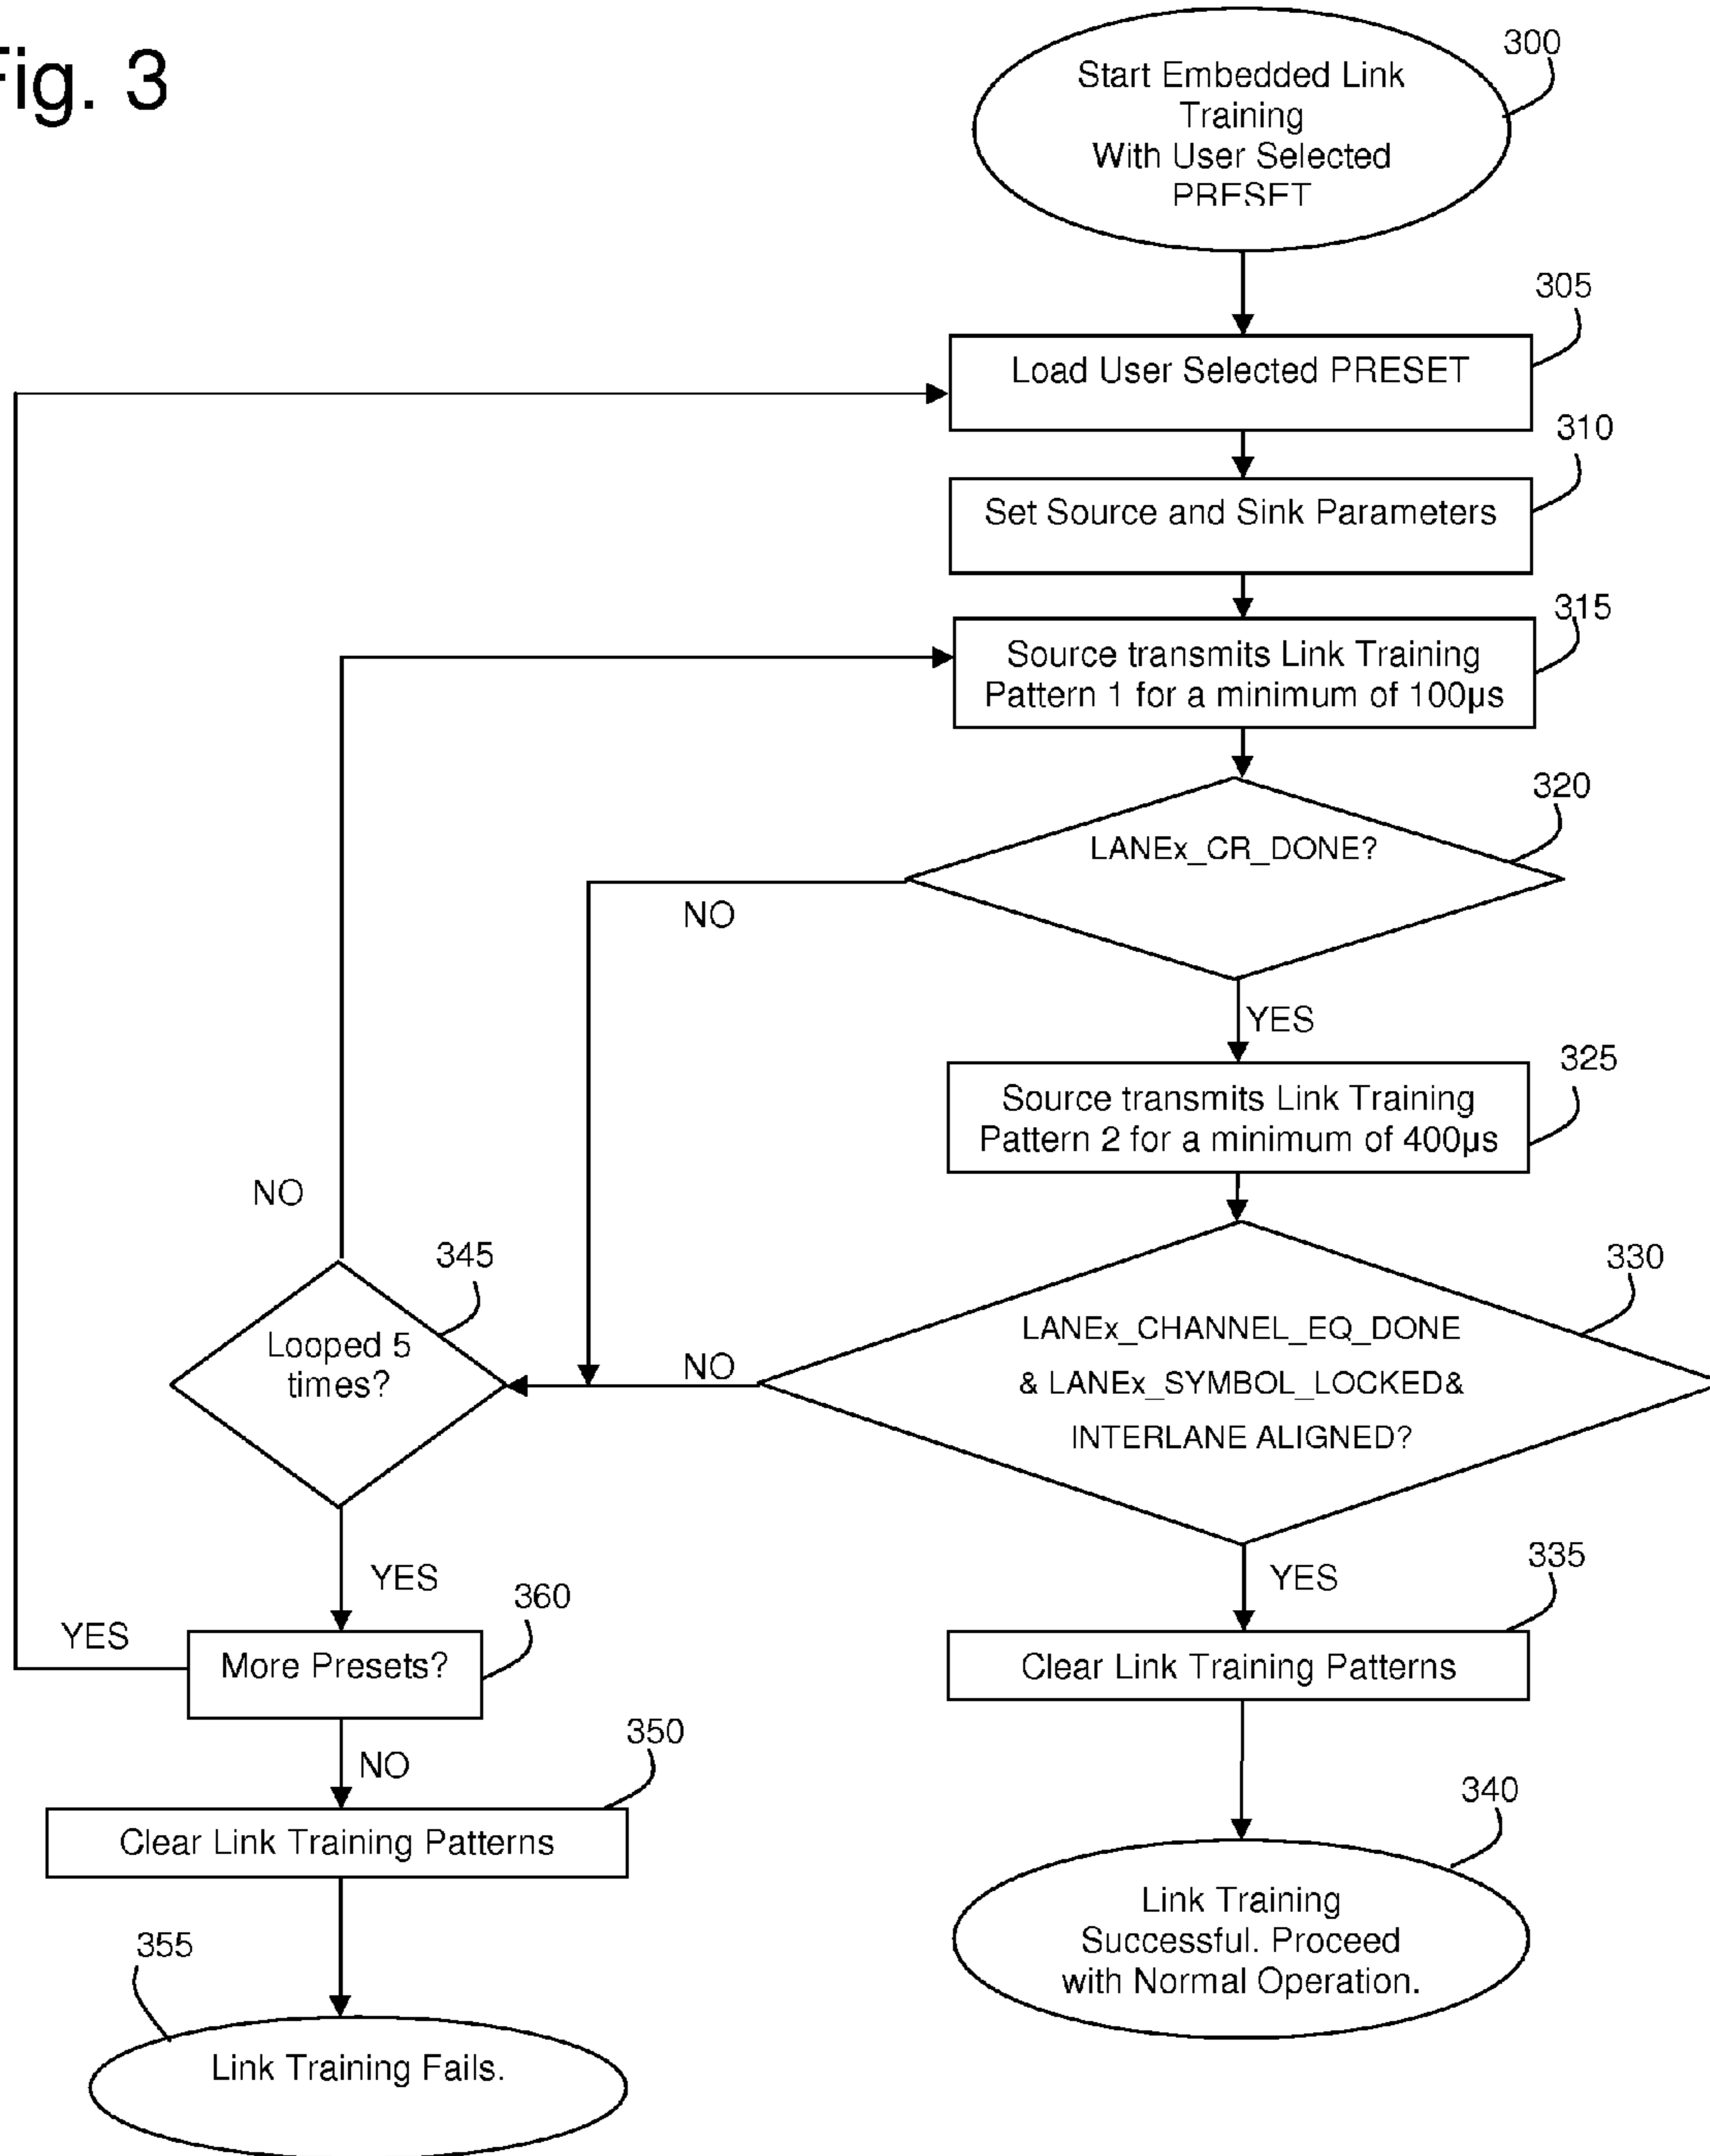 Fig. 3
300
Start Embedded Link
Training
With User Selected
PRESET
305
Load User Selected PRESET
310
Set Source and Sink Parameters
315
Source transmits Link Training
Pattern 1 for a minimum of 100µs
320
LANEx_CR_DONE?
NO
YES
325
Source transmits Link Training
Pattern 2 for a minimum of 400µs
NO
345
Looped 5
times?
NO
330
LANEx_CHANNEL_EQ_DONE
& LANEx_SYMBOL_LOCKED&
INTERLANE ALIGNED?
YES
YES
335
360
YES
More Presets?
Clear Link Training Patterns
350
NO
Clear Link Training Patterns
340
Link Training
Successful. Proceed
with Normal Operation.
355
Link Training Fails.